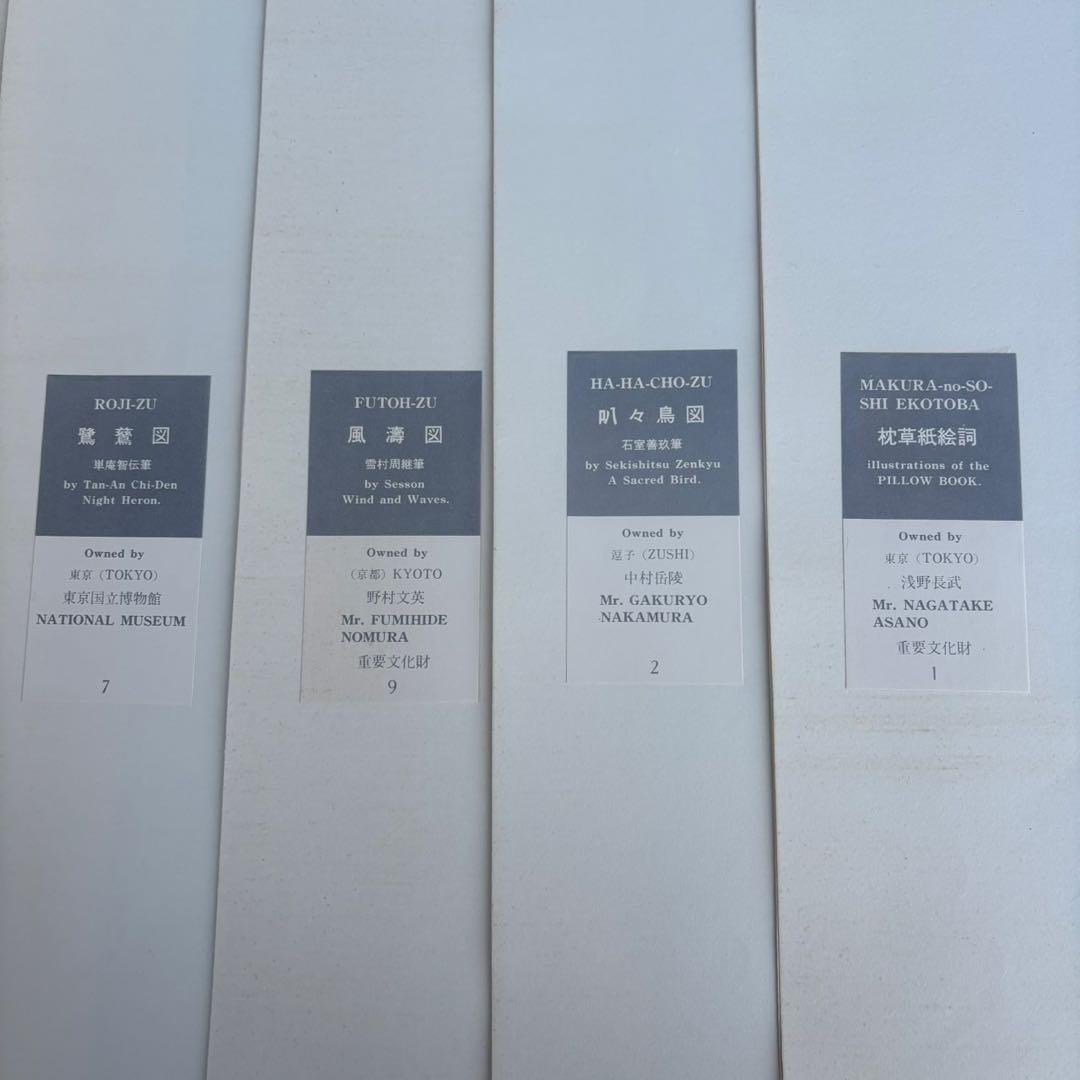 ROJI-ZU
鷺鷥図
単庵智伝筆
by Tan-An Chi-Den
Night Heron.
Owned by
東京（TOKYO）
東京国立博物館
NATIONAL MUSEUM
7
FUTOH-ZU
風濤図
雪村周継筆
by Sesson
Wind and Waves.
Owned by
（京都）KYOTO
野村文英
Mr. FUMIHIDE
NOMURA
重要文化財
9
HA-HA-CHO-ZU
叭々鳥図
石室善玖筆
by Sekishitsu Zenkyu
A Sacred Bird.
Owned by
逗子（ZUSHI）
中村岳陵
Mr. GAKURYO
NAKAMURA
2
MAKURA-no-SO-
SHI EKOTOBA
枕草紙絵詞
illustrations of the
PILLOW BOOK.
Owned by
東京（TOKYO）
浅野長武
Mr. NAGATAKE
ASANO
重要文化財
1